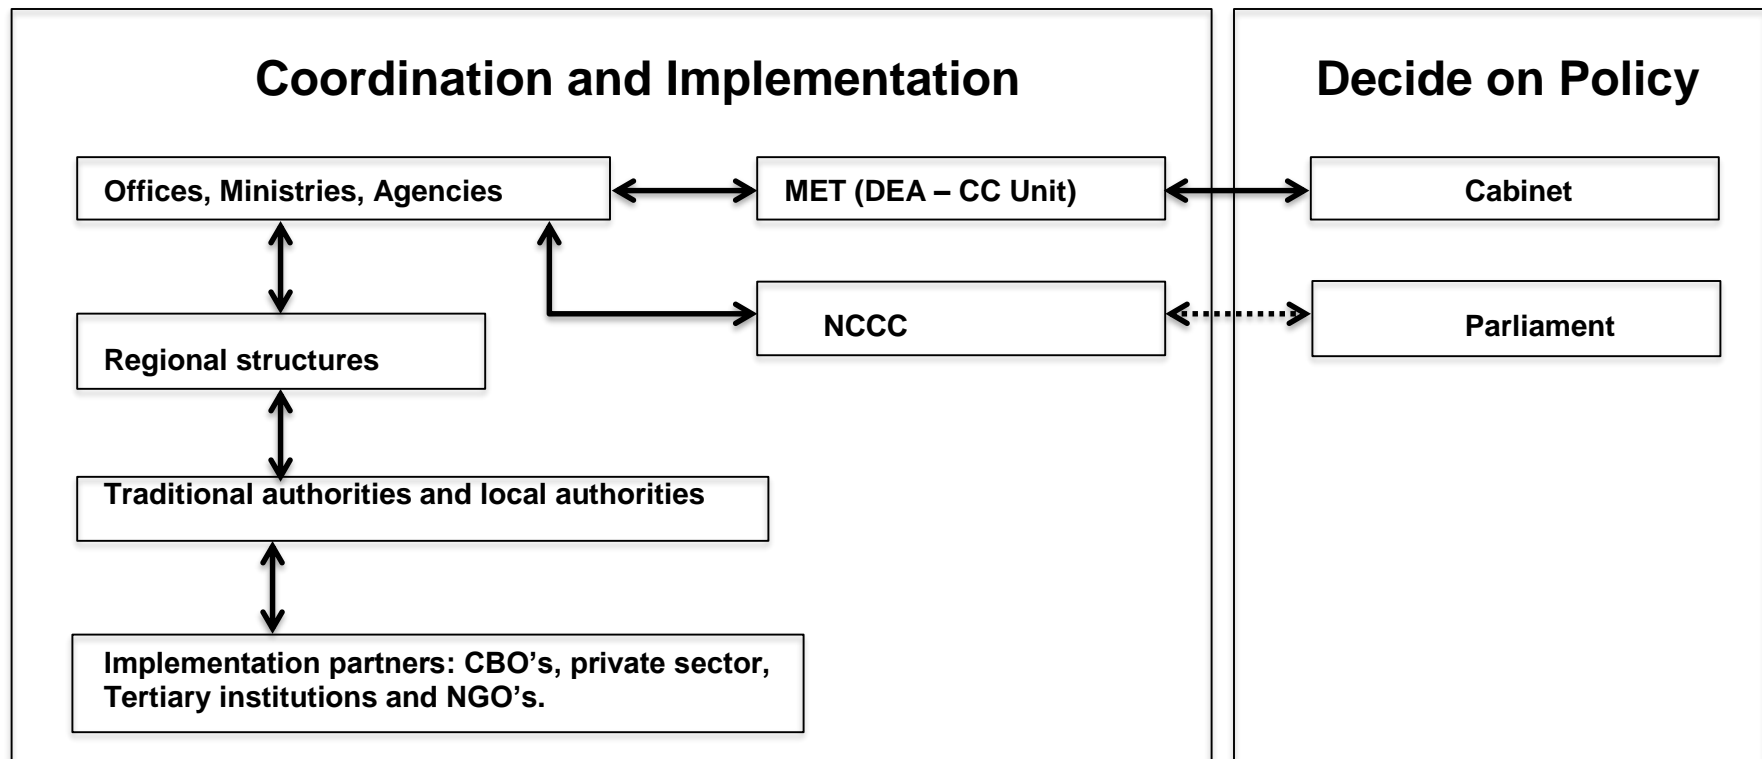 Coordination and Implementation
Decide on Policy
Offices, Ministries, Agencies
MET (DEA – CC Unit)
Cabinet
NCCC
Parliament
Regional structures
Traditional authorities and local authorities
Implementation partners: CBO’s, private sector,
Tertiary institutions and NGO’s.